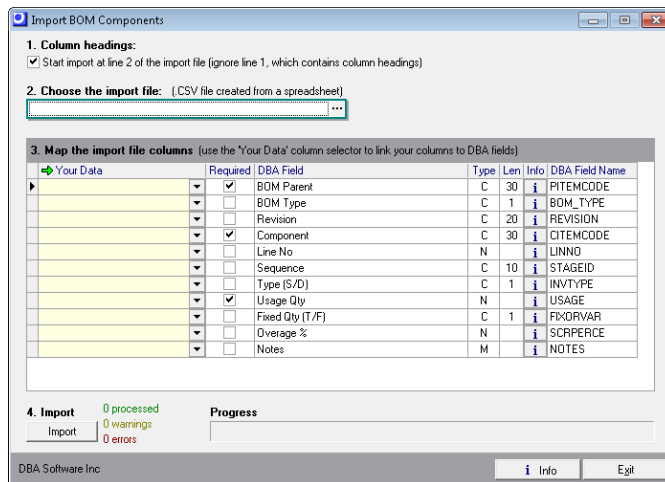 Import BOM Components
1. Column headings:
Start import at line 2 of the import file (ignore line 1, which contains column headings)
2. Choose the import file: (.CSV file created from a spreadsheet)
...
3. Map the import file columns (use the 'Your Data' column selector to link your columns to DBA fields)
Your Data Required DBA Field Type Len Info DBA Field Name
BOM Parent C 30 i PITEMCODE
BOM Type C 1 i BOM_TYPE
Revision C 20 i REVISION
Component C 30 i CITEMCODE
Line No N i LINNO
Sequence C 10 i STAGEID
Type (S/D) C 1 i INVTYPE
Usage Qty N i USAGE
Fixed Qty (T/F) C 1 i FIXORVAR
Overage % N i SCRPERCE
Notes M i NOTES
4. Import 0 processed Progress
0 warnings
Import
0 errors
DBA Software Inc i Info Exit